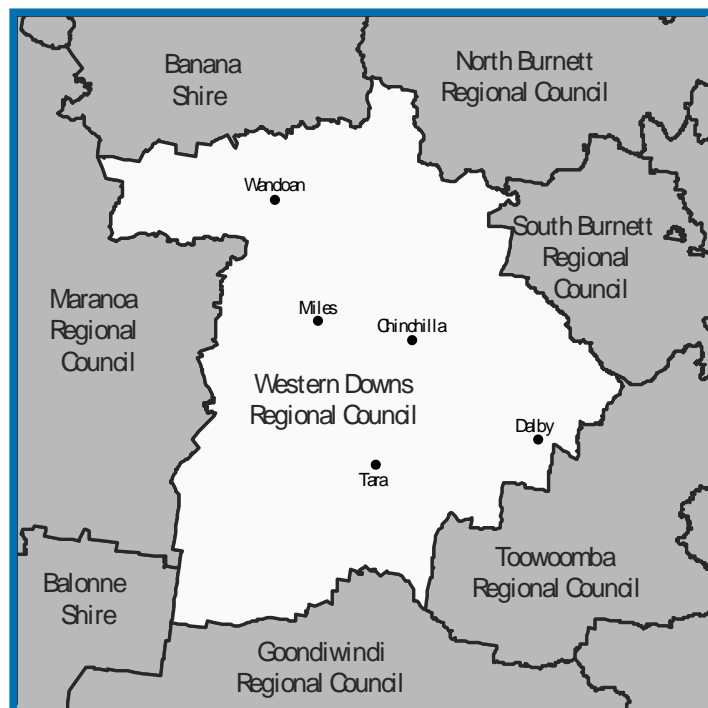 Banana
Shire
North Burnett
Regional Council
Wandoan
South Burnett
Regional
Council
Maranoa
Regional
Council
Miles
Chinchilla
Western Downs
Regional Council
Dalby
Tara
Toowoomba
Regional Council
Balonne
Shire
Goondiwindi
Regional Council